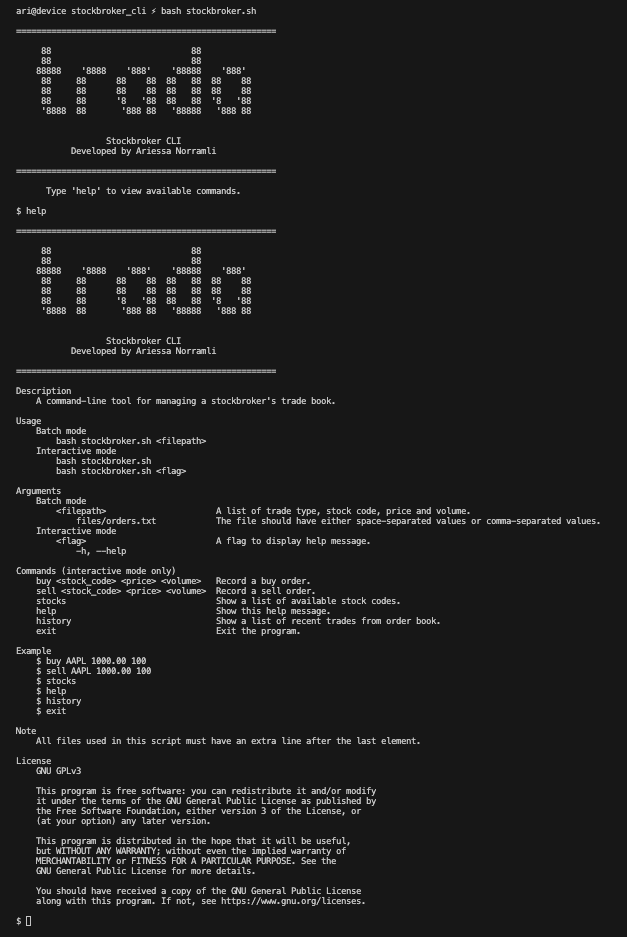 ari@device stockbroker_cli ⚡ bash stockbroker.sh
====================================================
     88                            88
     88                            88
    88888    '8888    '888'    '88888    '888'
     88     88      88    88  88   88  88    88
     88     88      88    88  88   88  88    88
     88     88      '8   '88  88   88  '8   '88
     '8888  88       '888 88   '88888   '888 88
Stockbroker CLI
Developed by Ariessa Norramli
====================================================
Type 'help' to view available commands.
$ help
====================================================
     88                            88
     88                            88
    88888    '8888    '888'    '88888    '888'
     88     88      88    88  88   88  88    88
     88     88      88    88  88   88  88    88
     88     88      '8   '88  88   88  '8   '88
     '8888  88       '888 88   '88888   '888 88
Stockbroker CLI
Developed by Ariessa Norramli
====================================================
Description
    A command-line tool for managing a stockbroker's trade book.
Usage
    Batch mode
        bash stockbroker.sh <filepath>
    Interactive mode
        bash stockbroker.sh
        bash stockbroker.sh <flag>
Arguments
    Batch mode
        <filepath>                      A list of trade type, stock code, price and volume.
            files/orders.txt            The file should have either space-separated values or comma-separated values.
    Interactive mode
        <flag>                          A flag to display help message.
            -h, --help
Commands (interactive mode only)
    buy <stock_code> <price> <volume>   Record a buy order.
    sell <stock_code> <price> <volume>  Record a sell order.
    stocks                              Show a list of available stock codes.
    help                                Show this help message.
    history                             Show a list of recent trades from order book.
    exit                                Exit the program.
Example
    $ buy AAPL 1000.00 100
    $ sell AAPL 1000.00 100
    $ stocks
    $ help
    $ history
    $ exit
Note
    All files used in this script must have an extra line after the last element.
License
    GNU GPLv3
    This program is free software: you can redistribute it and/or modify
    it under the terms of the GNU General Public License as published by
    the Free Software Foundation, either version 3 of the License, or
    (at your option) any later version.
    This program is distributed in the hope that it will be useful,
    but WITHOUT ANY WARRANTY; without even the implied warranty of
    MERCHANTABILITY or FITNESS FOR A PARTICULAR PURPOSE. See the
    GNU General Public License for more details.
    You should have received a copy of the GNU General Public License
    along with this program. If not, see https://www.gnu.org/licenses.
$